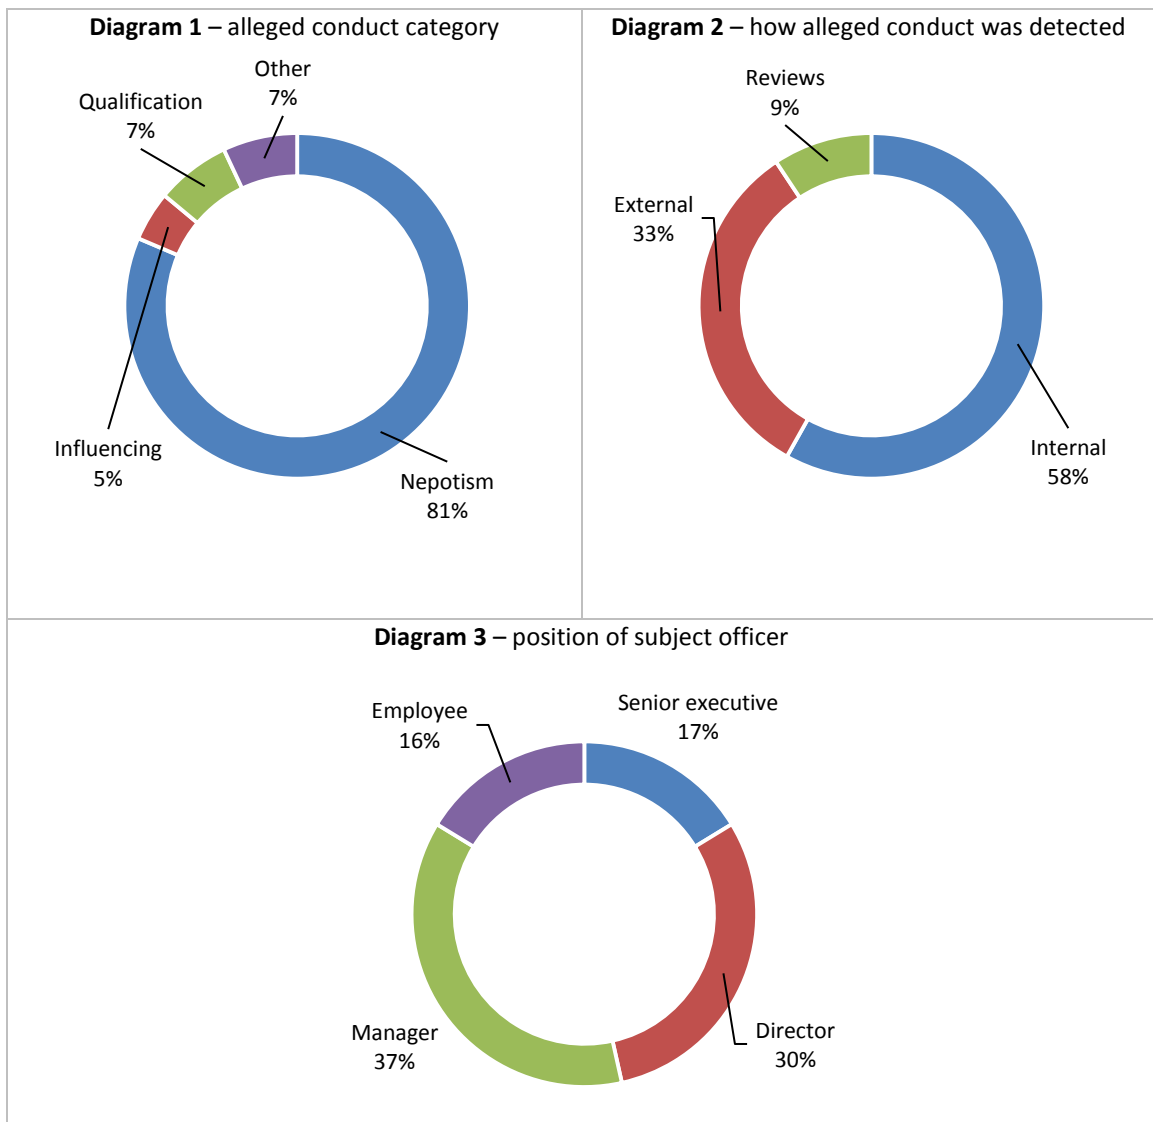 Diagram 1 – alleged conduct category
Other
7%
Qualification
7%
Influencing
5%
Nepotism
81%
Diagram 2 – how alleged conduct was detected
Reviews
9%
External
33%
Internal
58%
Diagram 3 – position of subject officer
Employee
16%
Senior executive
17%
Manager
37%
Director
30%